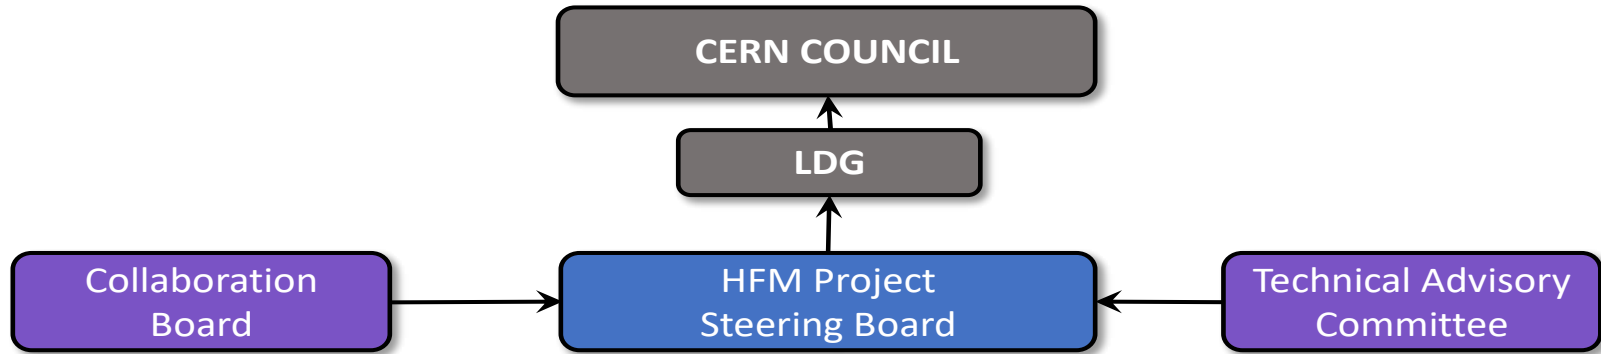 CERN COUNCIL
LDG
Collaboration
Board
HFM Project
Steering Board
Technical Advisory
Committee